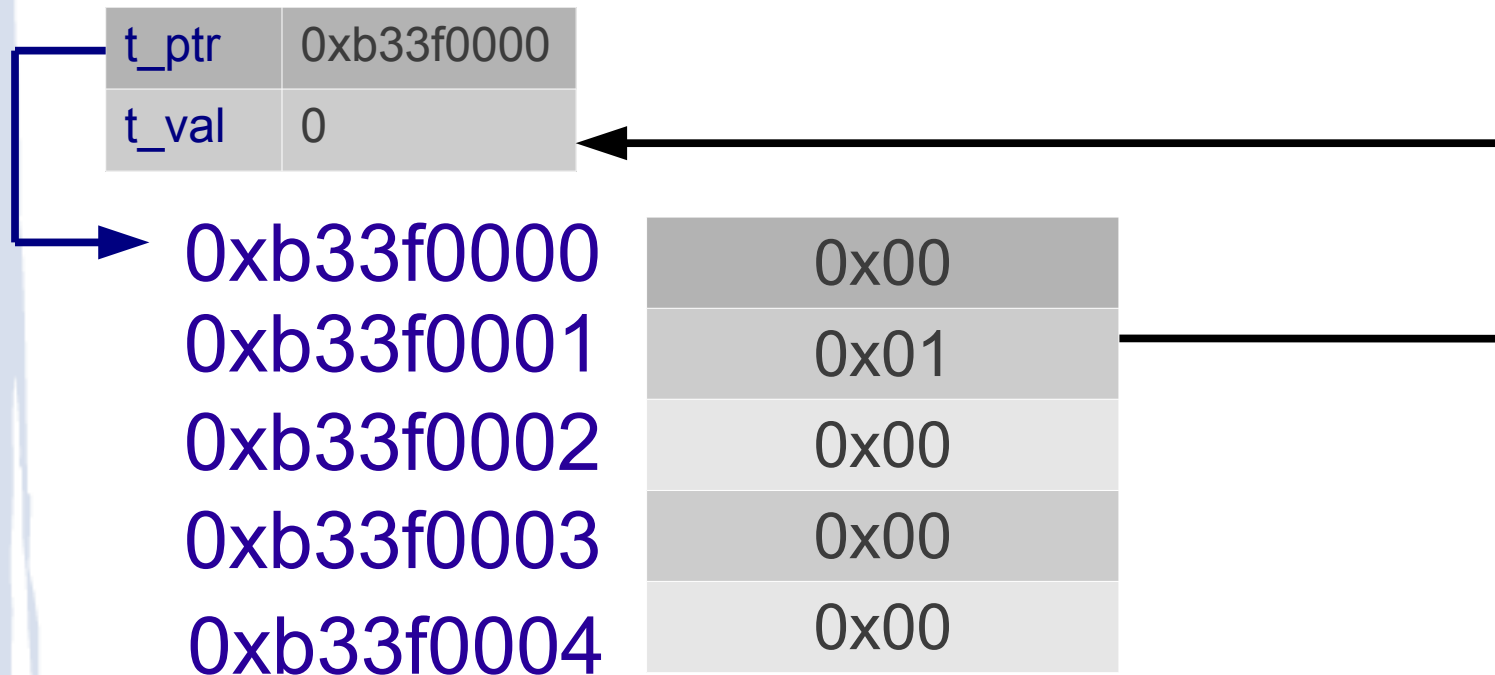 t_ptr 0xb33f0000
t_val 0
0xb33f0000 0x00
0xb33f0001 0x01
0xb33f0002 0x00
0xb33f0003 0x00
0xb33f0004 0x00